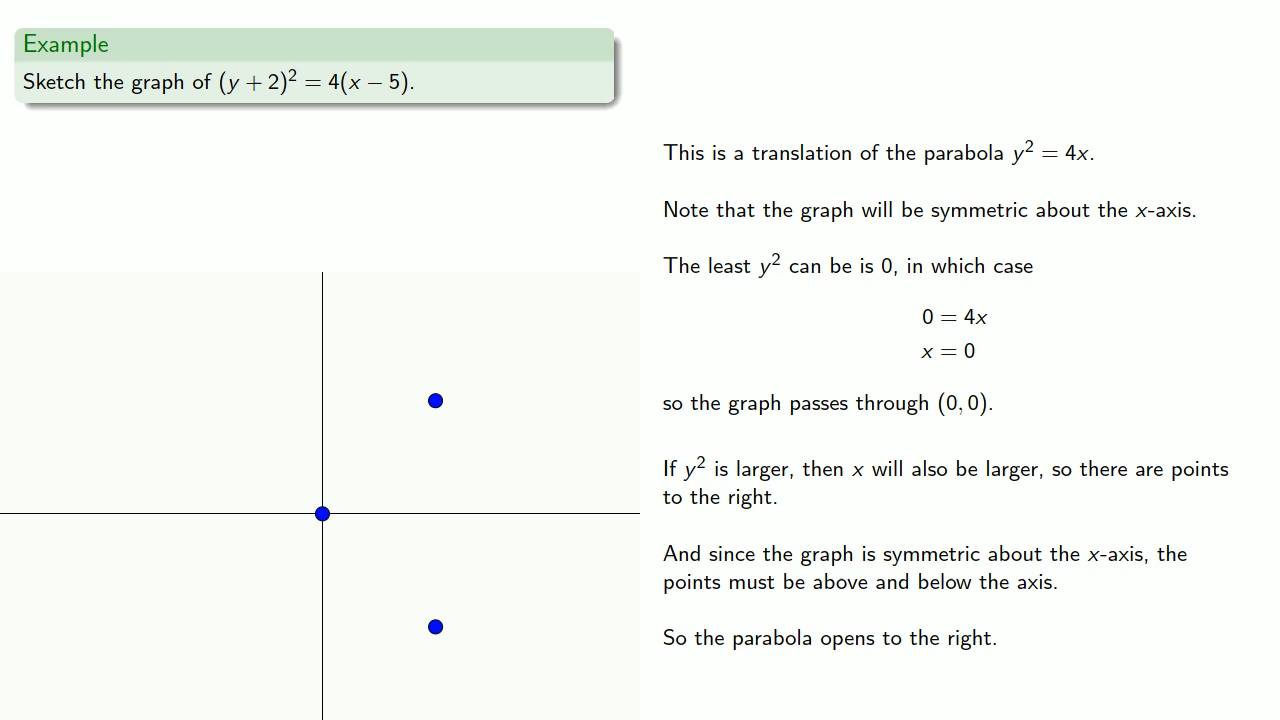 Example
Sketch the graph of (y + 2)² = 4(x − 5).
This is a translation of the parabola y² = 4x.
Note that the graph will be symmetric about the x-axis.
The least y² can be is 0, in which case
0 = 4x
x = 0
so the graph passes through (0, 0).
If y² is larger, then x will also be larger, so there are points
to the right.
And since the graph is symmetric about the x-axis, the
points must be above and below the axis.
So the parabola opens to the right.